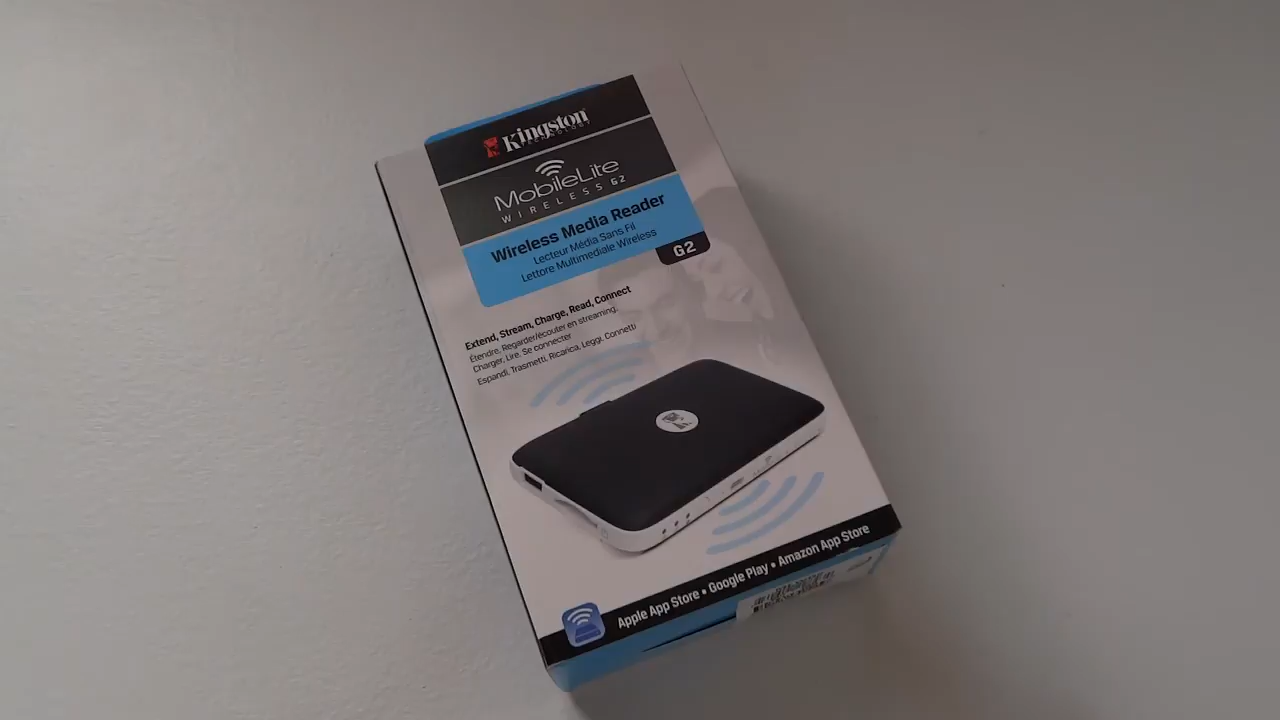 Kingston
TECHNOLOGY
MobileLite
WIRELESS G2
Wireless Media Reader
Lecteur Média Sans Fil
Lettore Multimediale Wireless
G2
Extend, Stream, Charge, Read, Connect
Étendre, Regarder/écouter en streaming,
Charger, Lire, Se connecter
Espandi, Trasmetti, Ricarica, Leggi, Connetti
Apple App Store • Google Play • Amazon App Store